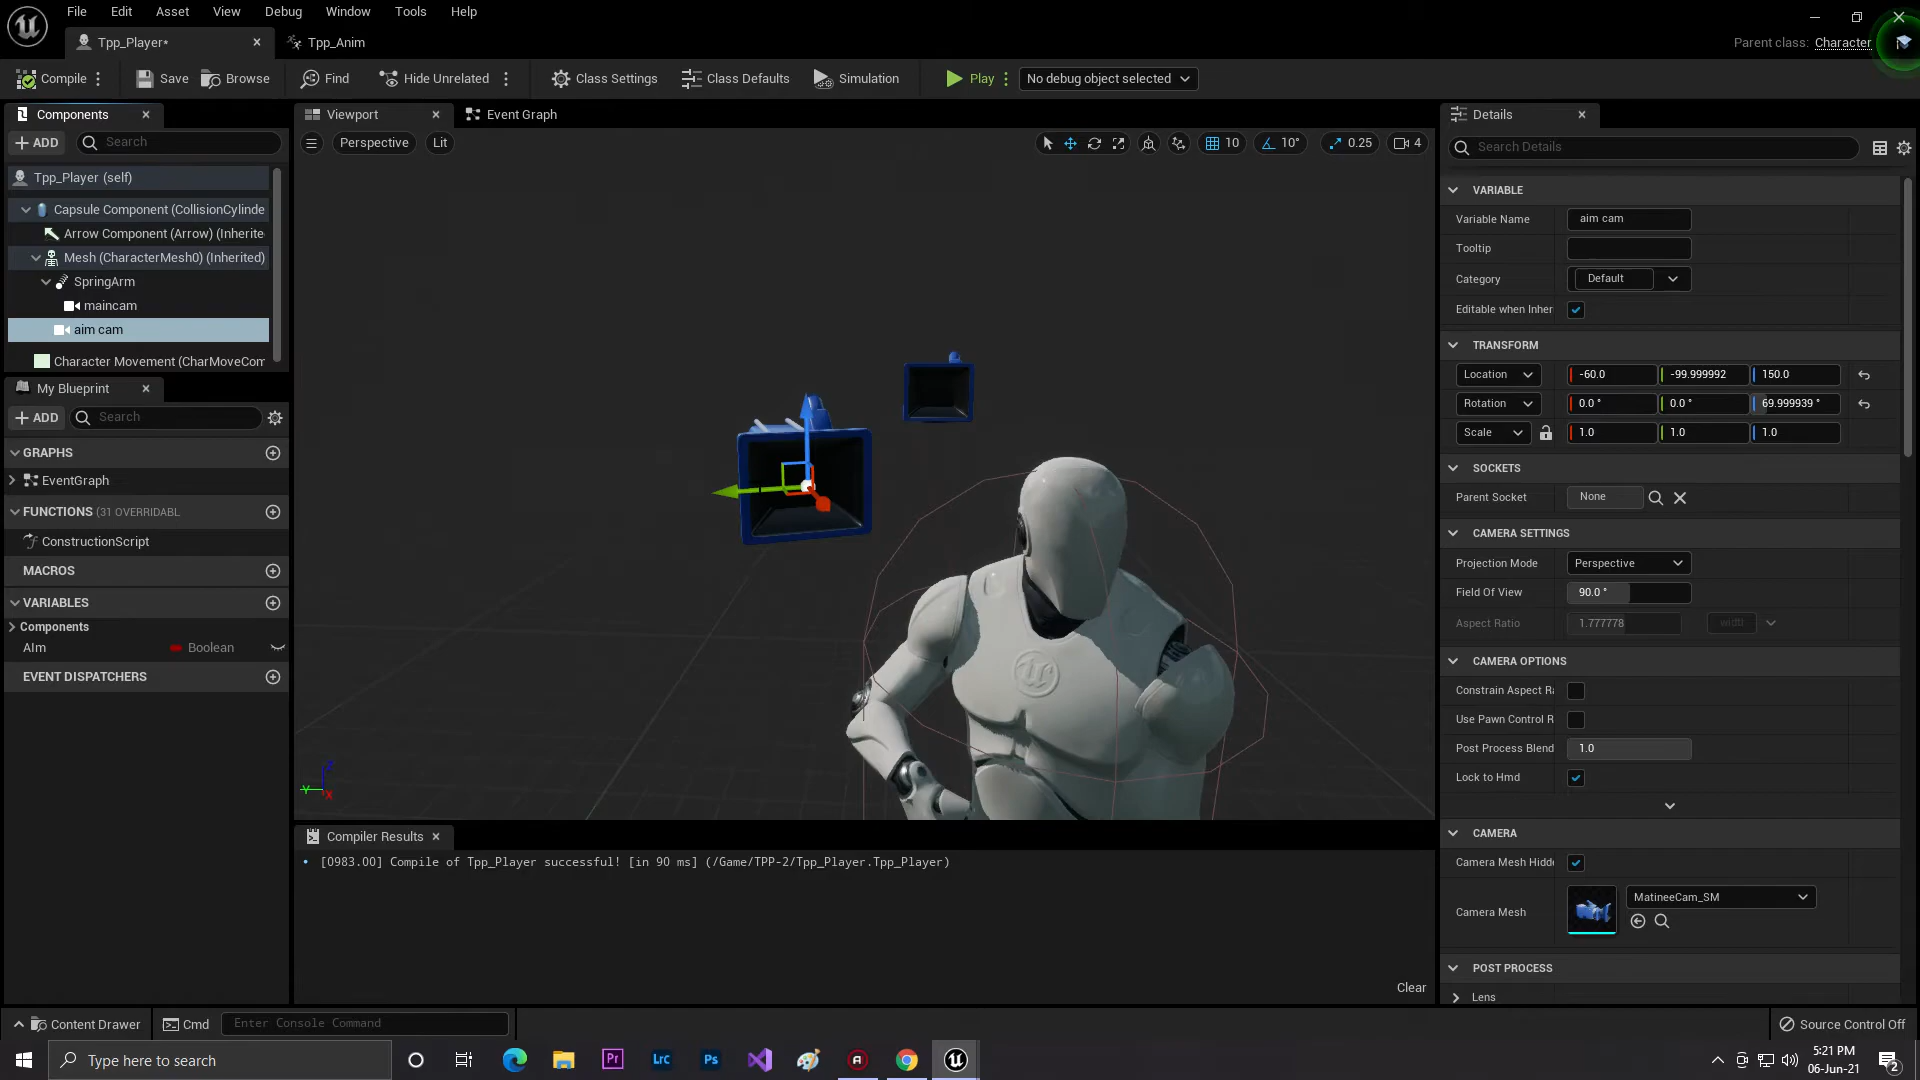 File Edit Asset View Debug Window Tools Help
Tpp_Player* Tpp_Anim Parent class: Character
Compile Save Browse Find Hide Unrelated Class Settings Class Defaults Simulation Play No debug object selected
Components Viewport Event Graph Details
ADD Search Perspective Lit 10 10° 0.25 4 Search Details
Tpp_Player (self)
Capsule Component (CollisionCylinde
Arrow Component (Arrow) (Inherite
Mesh (CharacterMesh0) (Inherited)
SpringArm
maincam
aim cam
Character Movement (CharMoveCom
My Blueprint
ADD Search
GRAPHS
EventGraph
FUNCTIONS (31 OVERRIDABL
ConstructionScript
MACROS
VARIABLES
Components
AIm Boolean
EVENT DISPATCHERS
Z
Y
X
Compiler Results
• [0983.00] Compile of Tpp_Player successful! [in 90 ms] (/Game/TPP-2/Tpp_Player.Tpp_Player)
Clear
VARIABLE
Variable Name aim cam
Tooltip
Category Default
Editable when Inher
TRANSFORM
Location -60.0 -99.999992 150.0
Rotation 0.0 ° 0.0 ° 69.999939 °
Scale 1.0 1.0 1.0
SOCKETS
Parent Socket None
CAMERA SETTINGS
Projection Mode Perspective
Field Of View 90.0 °
Aspect Ratio 1.777778 width
CAMERA OPTIONS
Constrain Aspect Ra
Use Pawn Control R
Post Process Blend 1.0
Lock to Hmd
CAMERA
Camera Mesh Hidde
Camera Mesh MatineeCam_SM
POST PROCESS
Lens
Content Drawer Cmd Enter Console Command Source Control Off
Type here to search Pr Lrc Ps 5:21 PM
06-Jun-21 2